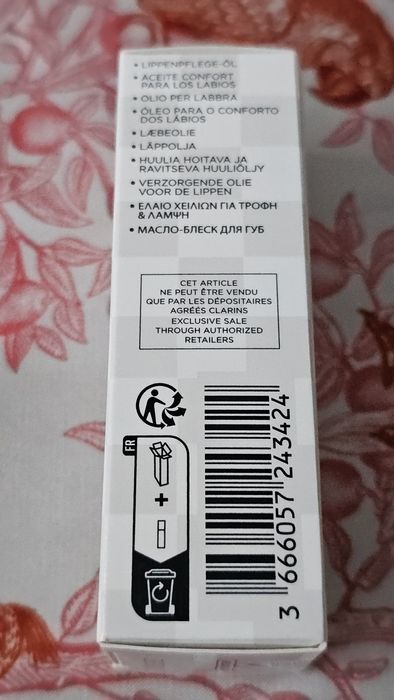 • LIPPENPFLEGE-ÖL
• ACEITE CONFORT
PARA LOS LABIOS
• OLIO PER LABBRA
• ÓLEO PARA O CONFORTO
DOS LÁBIOS
• LÆBEOLIE
• LÄPPOLJA
• HUULIA HOITAVA JA
RAVITSEVA HUULIÖLJY
• VERZORGENDE OLIE
VOOR DE LIPPEN
• ΕΛΑΙΟ ΧΕΙΛΙΩΝ ΓΙΑ ΤΡΟΦΗ
& ΛΑΜΨΗ
• МАСЛО-БЛЕСК ДЛЯ ГУБ
CET ARTICLE
NE PEUT ÊTRE VENDU
QUE PAR LES DÉPOSITAIRES
AGRÉÉS CLARINS
EXCLUSIVE SALE
THROUGH AUTHORIZED
RETAILERS
FR
+
3 666057 243424